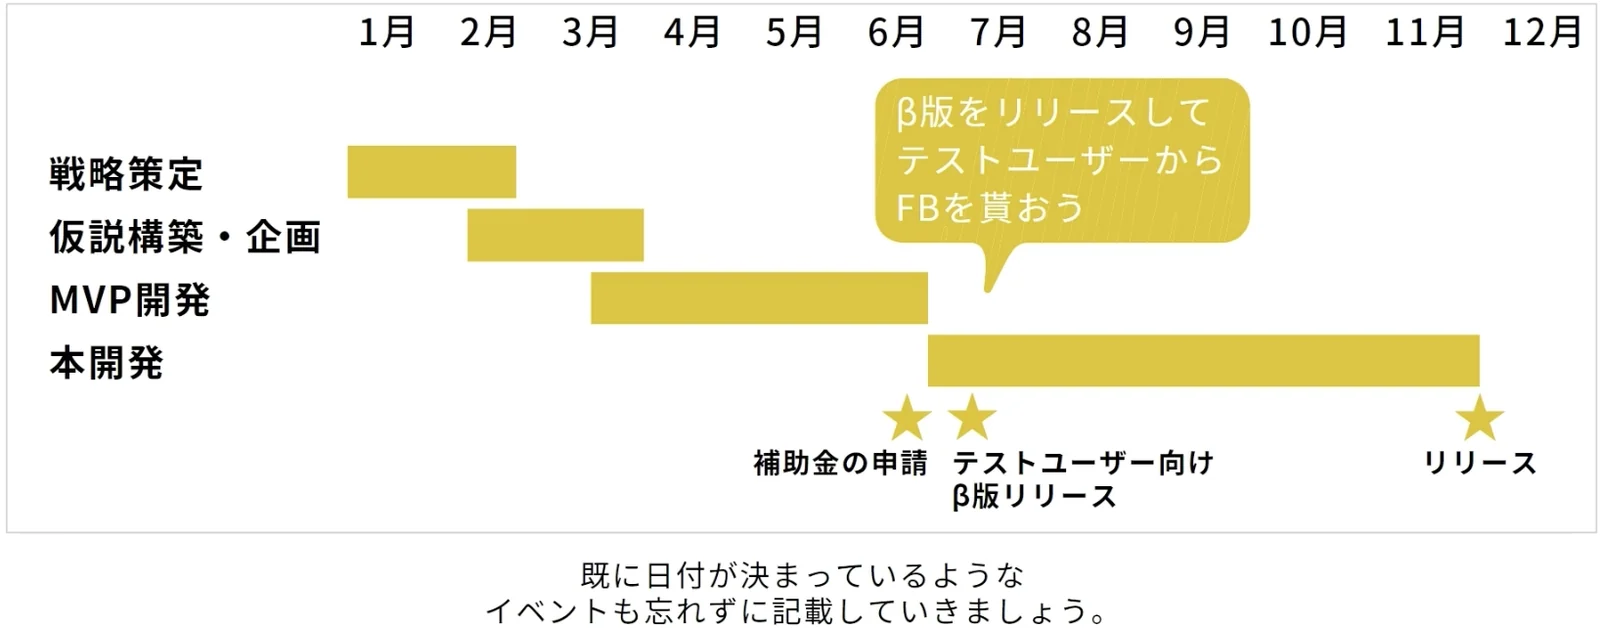 1月 2月 3月 4月 5月 6月 7月 8月 9月 10月 11月 12月
β版をリリースして
テストユーザーから
FBを貰おう
戦略策定
仮説構築・企画
MVP開発
本開発
補助金の申請
テストユーザー向け
β版リリース
リリース
既に日付が決まっているような
イベントも忘れずに記載していきましょう。